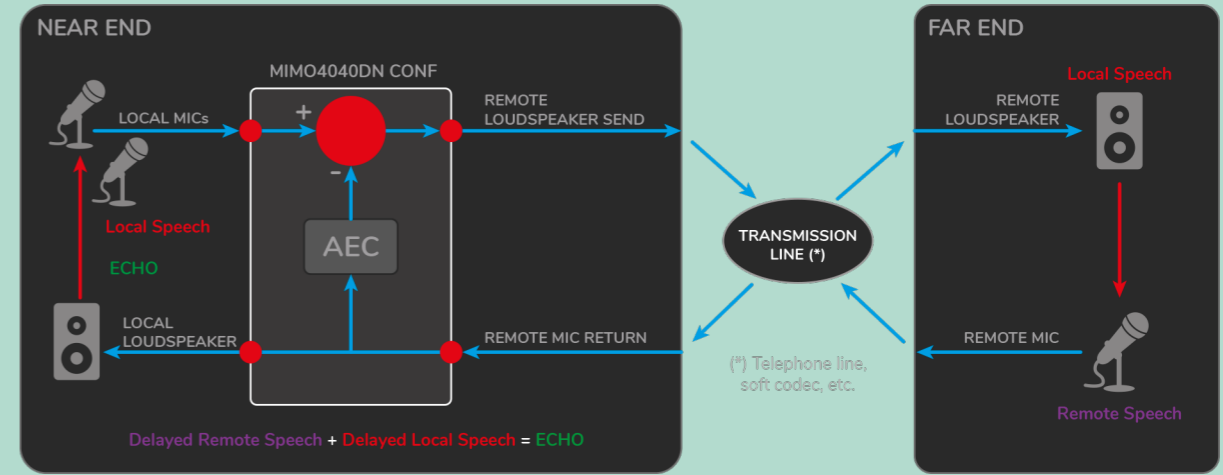 NEAR END
MIMO4040DN CONF
LOCAL MICs
+
-
REMOTE
LOUDSPEAKER SEND
Local Speech
ECHO
AEC
LOCAL
LOUDSPEAKER
REMOTE MIC RETURN
Delayed Remote Speech + Delayed Local Speech = ECHO
TRANSMISSION
LINE (*)
(*) Telephone line,
soft codec, etc.
FAR END
Local Speech
REMOTE
LOUDSPEAKER
REMOTE MIC
Remote Speech